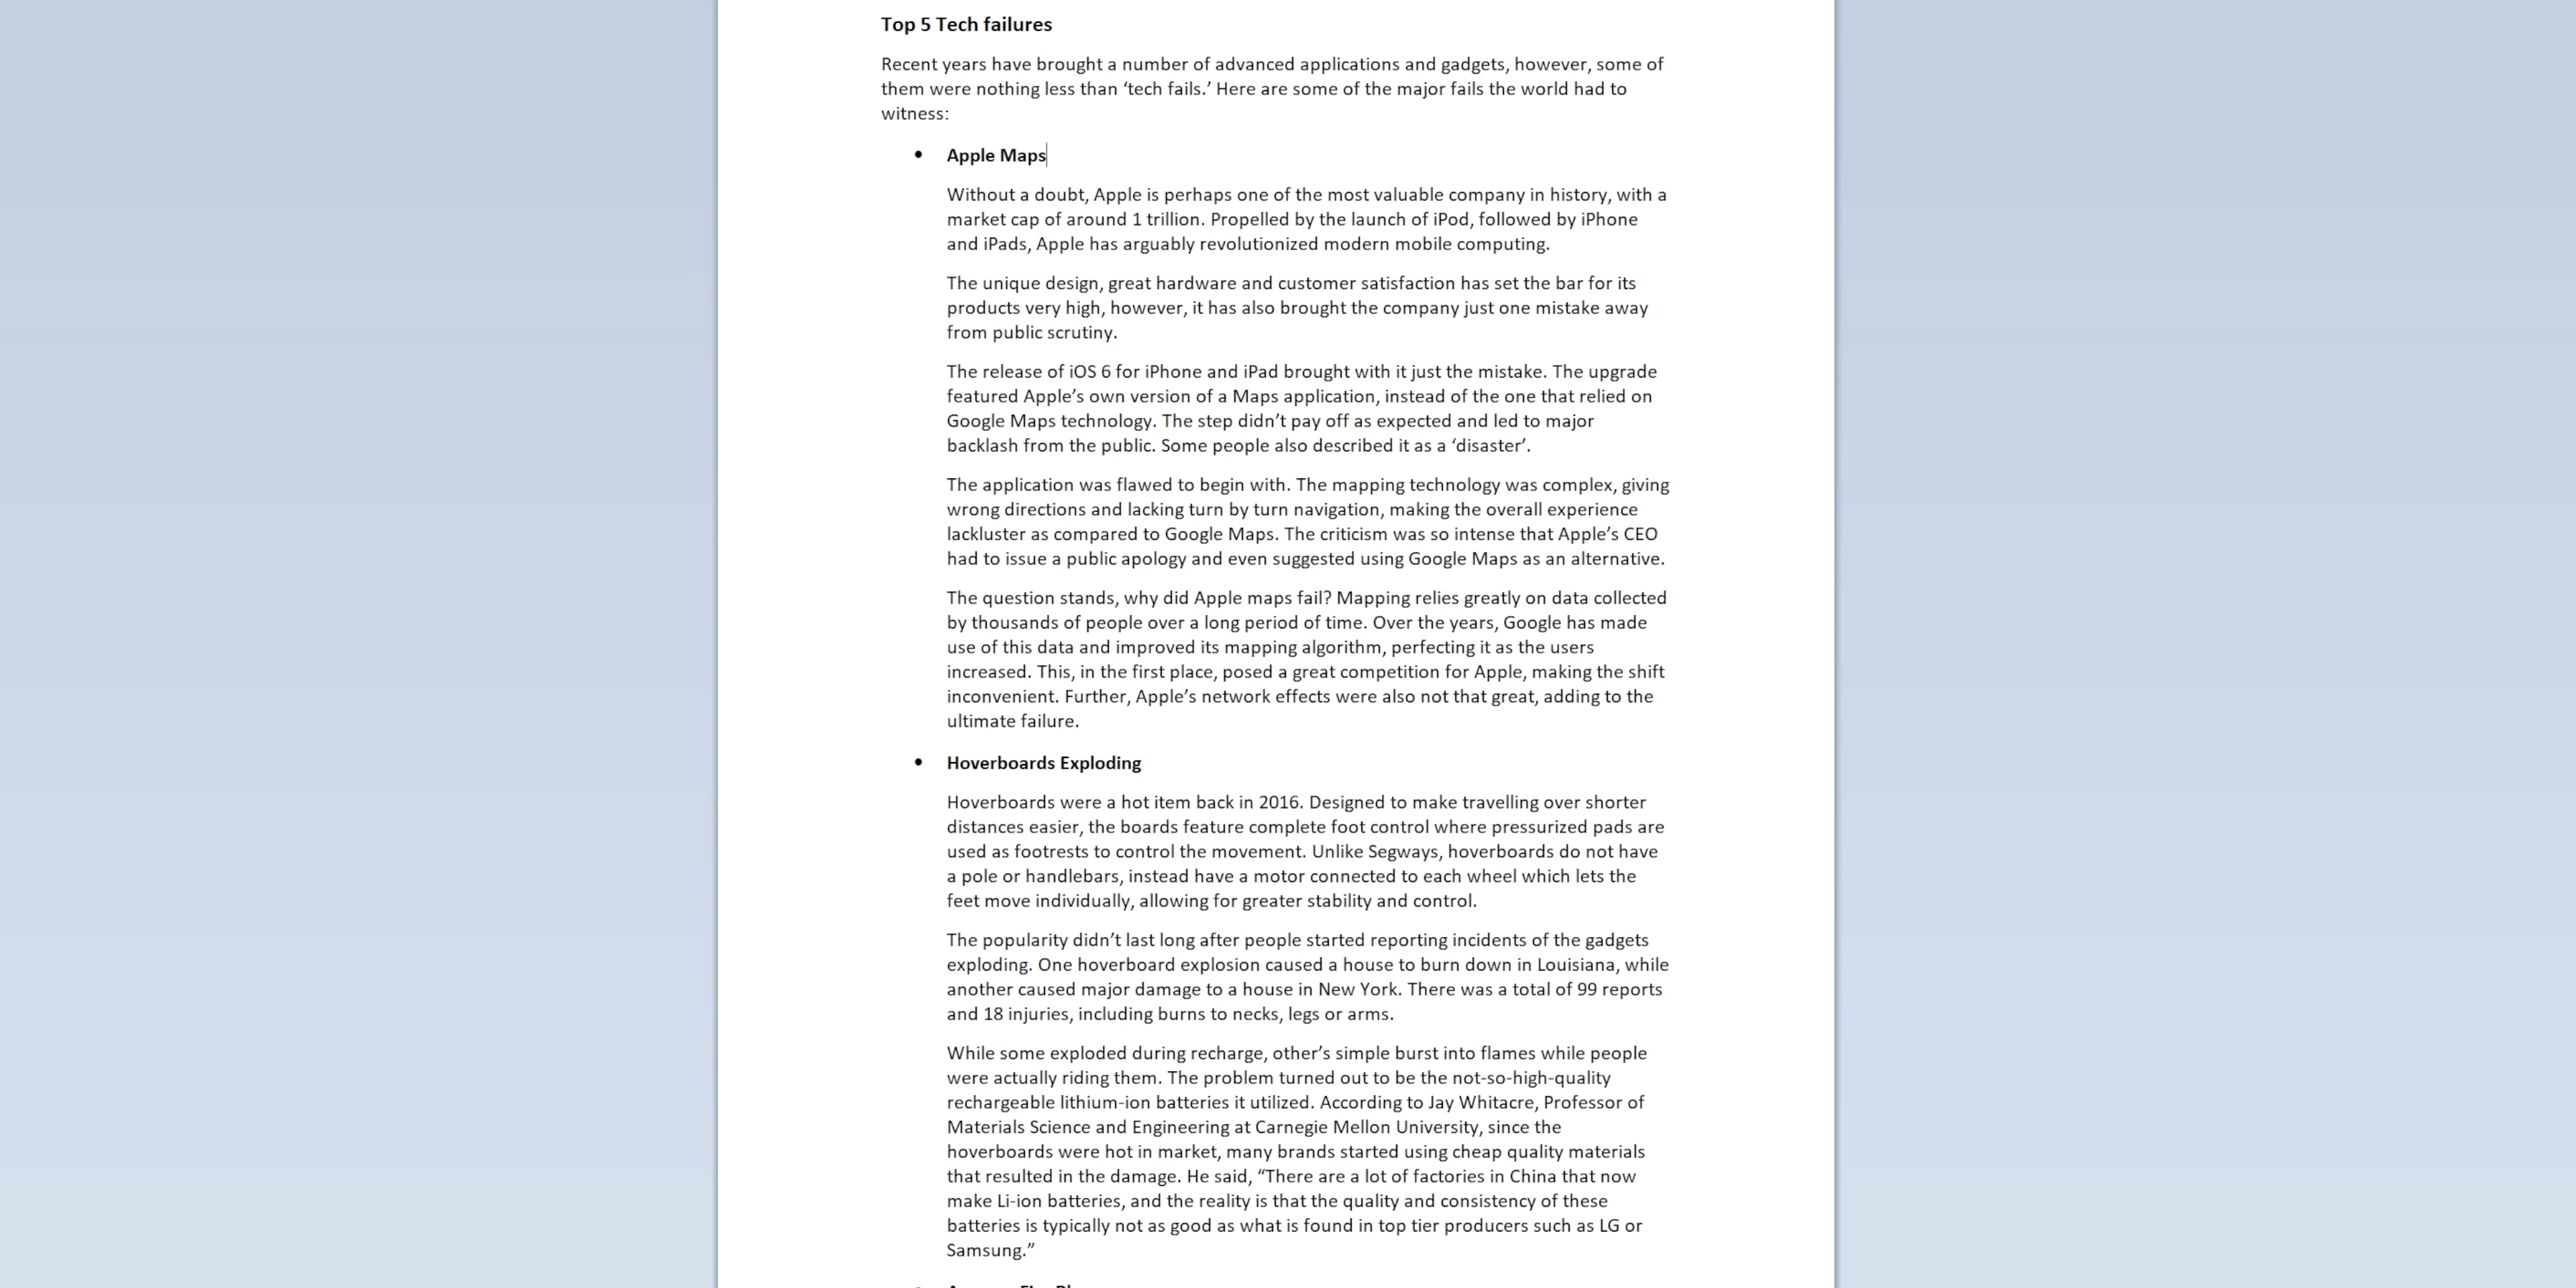 Top 5 Tech failures
Recent years have brought a number of advanced applications and gadgets, however, some of
them were nothing less than ‘tech fails.’ Here are some of the major fails the world had to
witness:
• Apple Maps
Without a doubt, Apple is perhaps one of the most valuable company in history, with a
market cap of around 1 trillion. Propelled by the launch of iPod, followed by iPhone
and iPads, Apple has arguably revolutionized modern mobile computing.
The unique design, great hardware and customer satisfaction has set the bar for its
products very high, however, it has also brought the company just one mistake away
from public scrutiny.
The release of iOS 6 for iPhone and iPad brought with it just the mistake. The upgrade
featured Apple’s own version of a Maps application, instead of the one that relied on
Google Maps technology. The step didn’t pay off as expected and led to major
backlash from the public. Some people also described it as a ‘disaster’.
The application was flawed to begin with. The mapping technology was complex, giving
wrong directions and lacking turn by turn navigation, making the overall experience
lackluster as compared to Google Maps. The criticism was so intense that Apple’s CEO
had to issue a public apology and even suggested using Google Maps as an alternative.
The question stands, why did Apple maps fail? Mapping relies greatly on data collected
by thousands of people over a long period of time. Over the years, Google has made
use of this data and improved its mapping algorithm, perfecting it as the users
increased. This, in the first place, posed a great competition for Apple, making the shift
inconvenient. Further, Apple’s network effects were also not that great, adding to the
ultimate failure.
• Hoverboards Exploding
Hoverboards were a hot item back in 2016. Designed to make travelling over shorter
distances easier, the boards feature complete foot control where pressurized pads are
used as footrests to control the movement. Unlike Segways, hoverboards do not have
a pole or handlebars, instead have a motor connected to each wheel which lets the
feet move individually, allowing for greater stability and control.
The popularity didn’t last long after people started reporting incidents of the gadgets
exploding. One hoverboard explosion caused a house to burn down in Louisiana, while
another caused major damage to a house in New York. There was a total of 99 reports
and 18 injuries, including burns to necks, legs or arms.
While some exploded during recharge, other’s simple burst into flames while people
were actually riding them. The problem turned out to be the not-so-high-quality
rechargeable lithium-ion batteries it utilized. According to Jay Whitacre, Professor of
Materials Science and Engineering at Carnegie Mellon University, since the
hoverboards were hot in market, many brands started using cheap quality materials
that resulted in the damage. He said, “There are a lot of factories in China that now
make Li-ion batteries, and the reality is that the quality and consistency of these
batteries is typically not as good as what is found in top tier producers such as LG or
Samsung.”